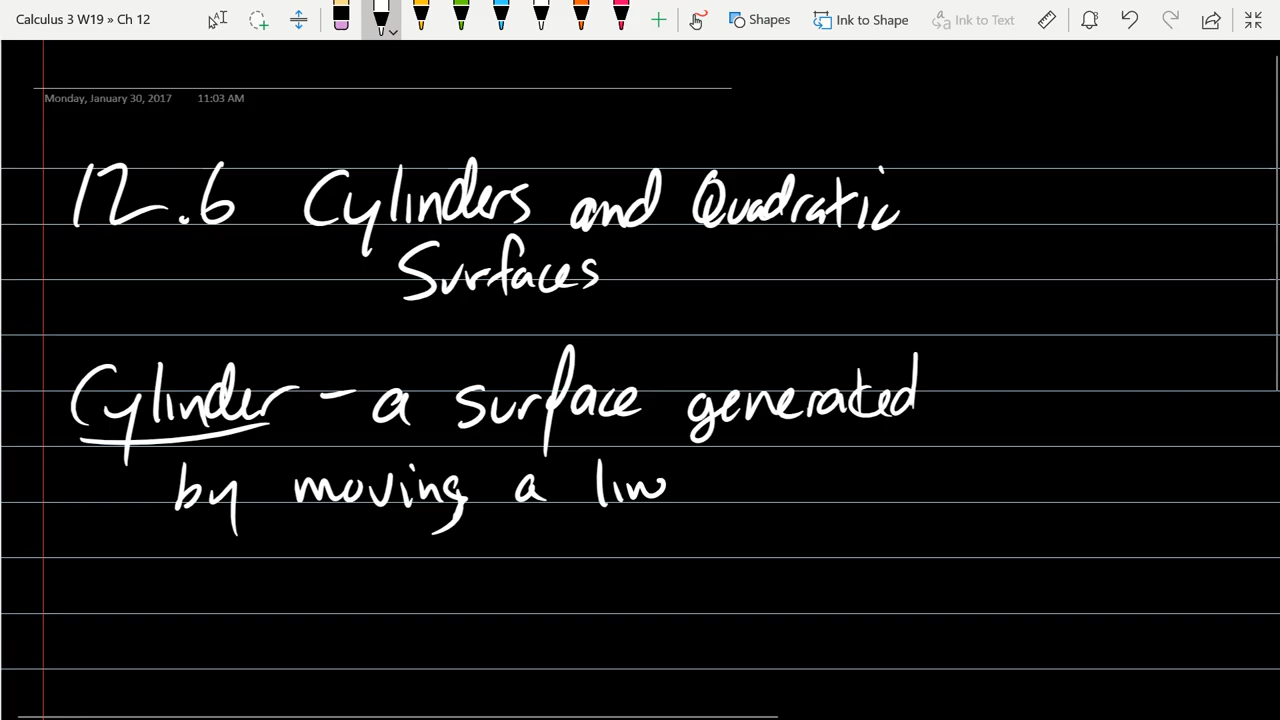 Calculus 3 W19 » Ch 12
Shapes
Ink to Shape
Ink to Text
Monday, January 30, 2017 11:03 AM
12.6 Cylinders and Quadratic
Surfaces
Cylinder - a surface generated
by moving a